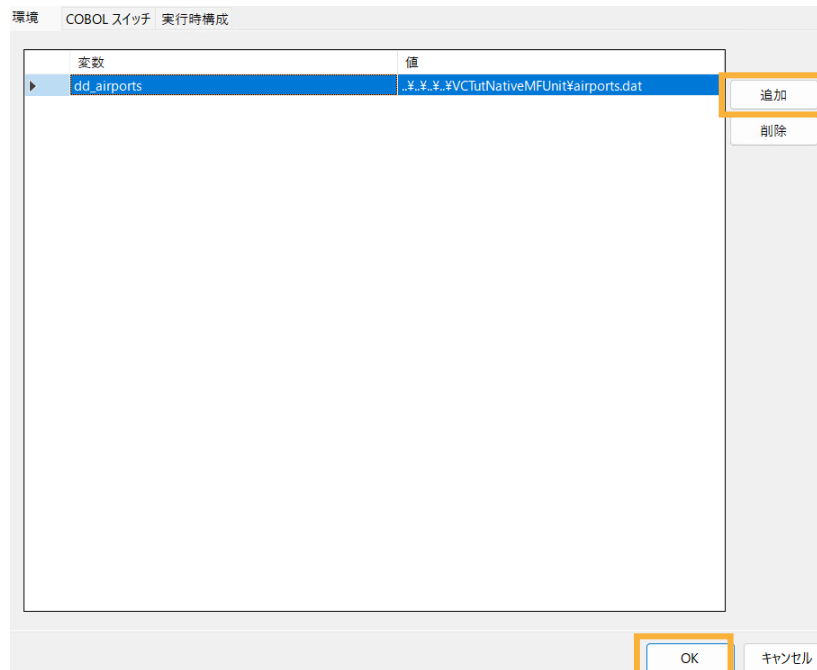 環境 COBOL スイッチ 実行時構成
変数 値
dd_airports ..¥..¥..¥..¥VCTutNativeMFUnit¥airports.dat
追加
削除
OK キャンセル